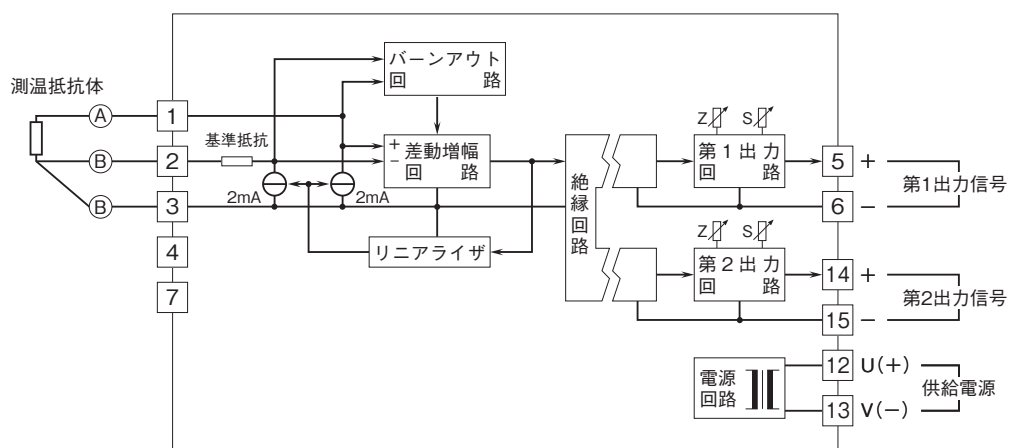 バーンアウト
回路
測温抵抗体
A
1
基準抵抗
B
2
+
−
差動増幅
回路
2mA
2mA
B
3
4
リニアライザ
7
絶縁回路
Z
S
第1出力
回路
5 +
第1出力信号
6 −
Z
S
第2出力
回路
14 +
第2出力信号
15 −
電源
回路
12 U(+)
供給電源
13 V(−)